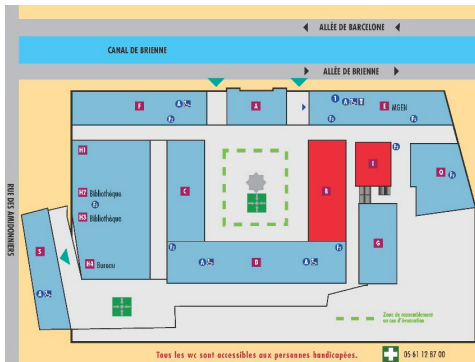 ALLÉE DE BARCELONE
CANAL DE BRIENNE
ALLÉE DE BRIENNE
RUE DES AMIDONNIERS
F
A
E MGEN
H1
I
Q
H2 Bibliothèque
C
B
H3 Bibliothèque
S
G
H4 Bureau
D
Zone de rassemblement
en cas d'évacuation
Tous les wc sont accessibles aux personnes handicapées.
05 61 12 87 00